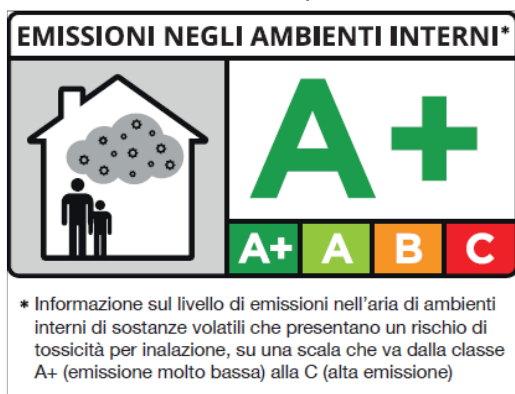 EMISSIONI NEGLI AMBIENTI INTERNI*
A+
A+ A B C
* Informazione sul livello di emissioni nell'aria di ambienti
interni di sostanze volatili che presentano un rischio di
tossicità per inalazione, su una scala che va dalla classe
A+ (emissione molto bassa) alla C (alta emissione)